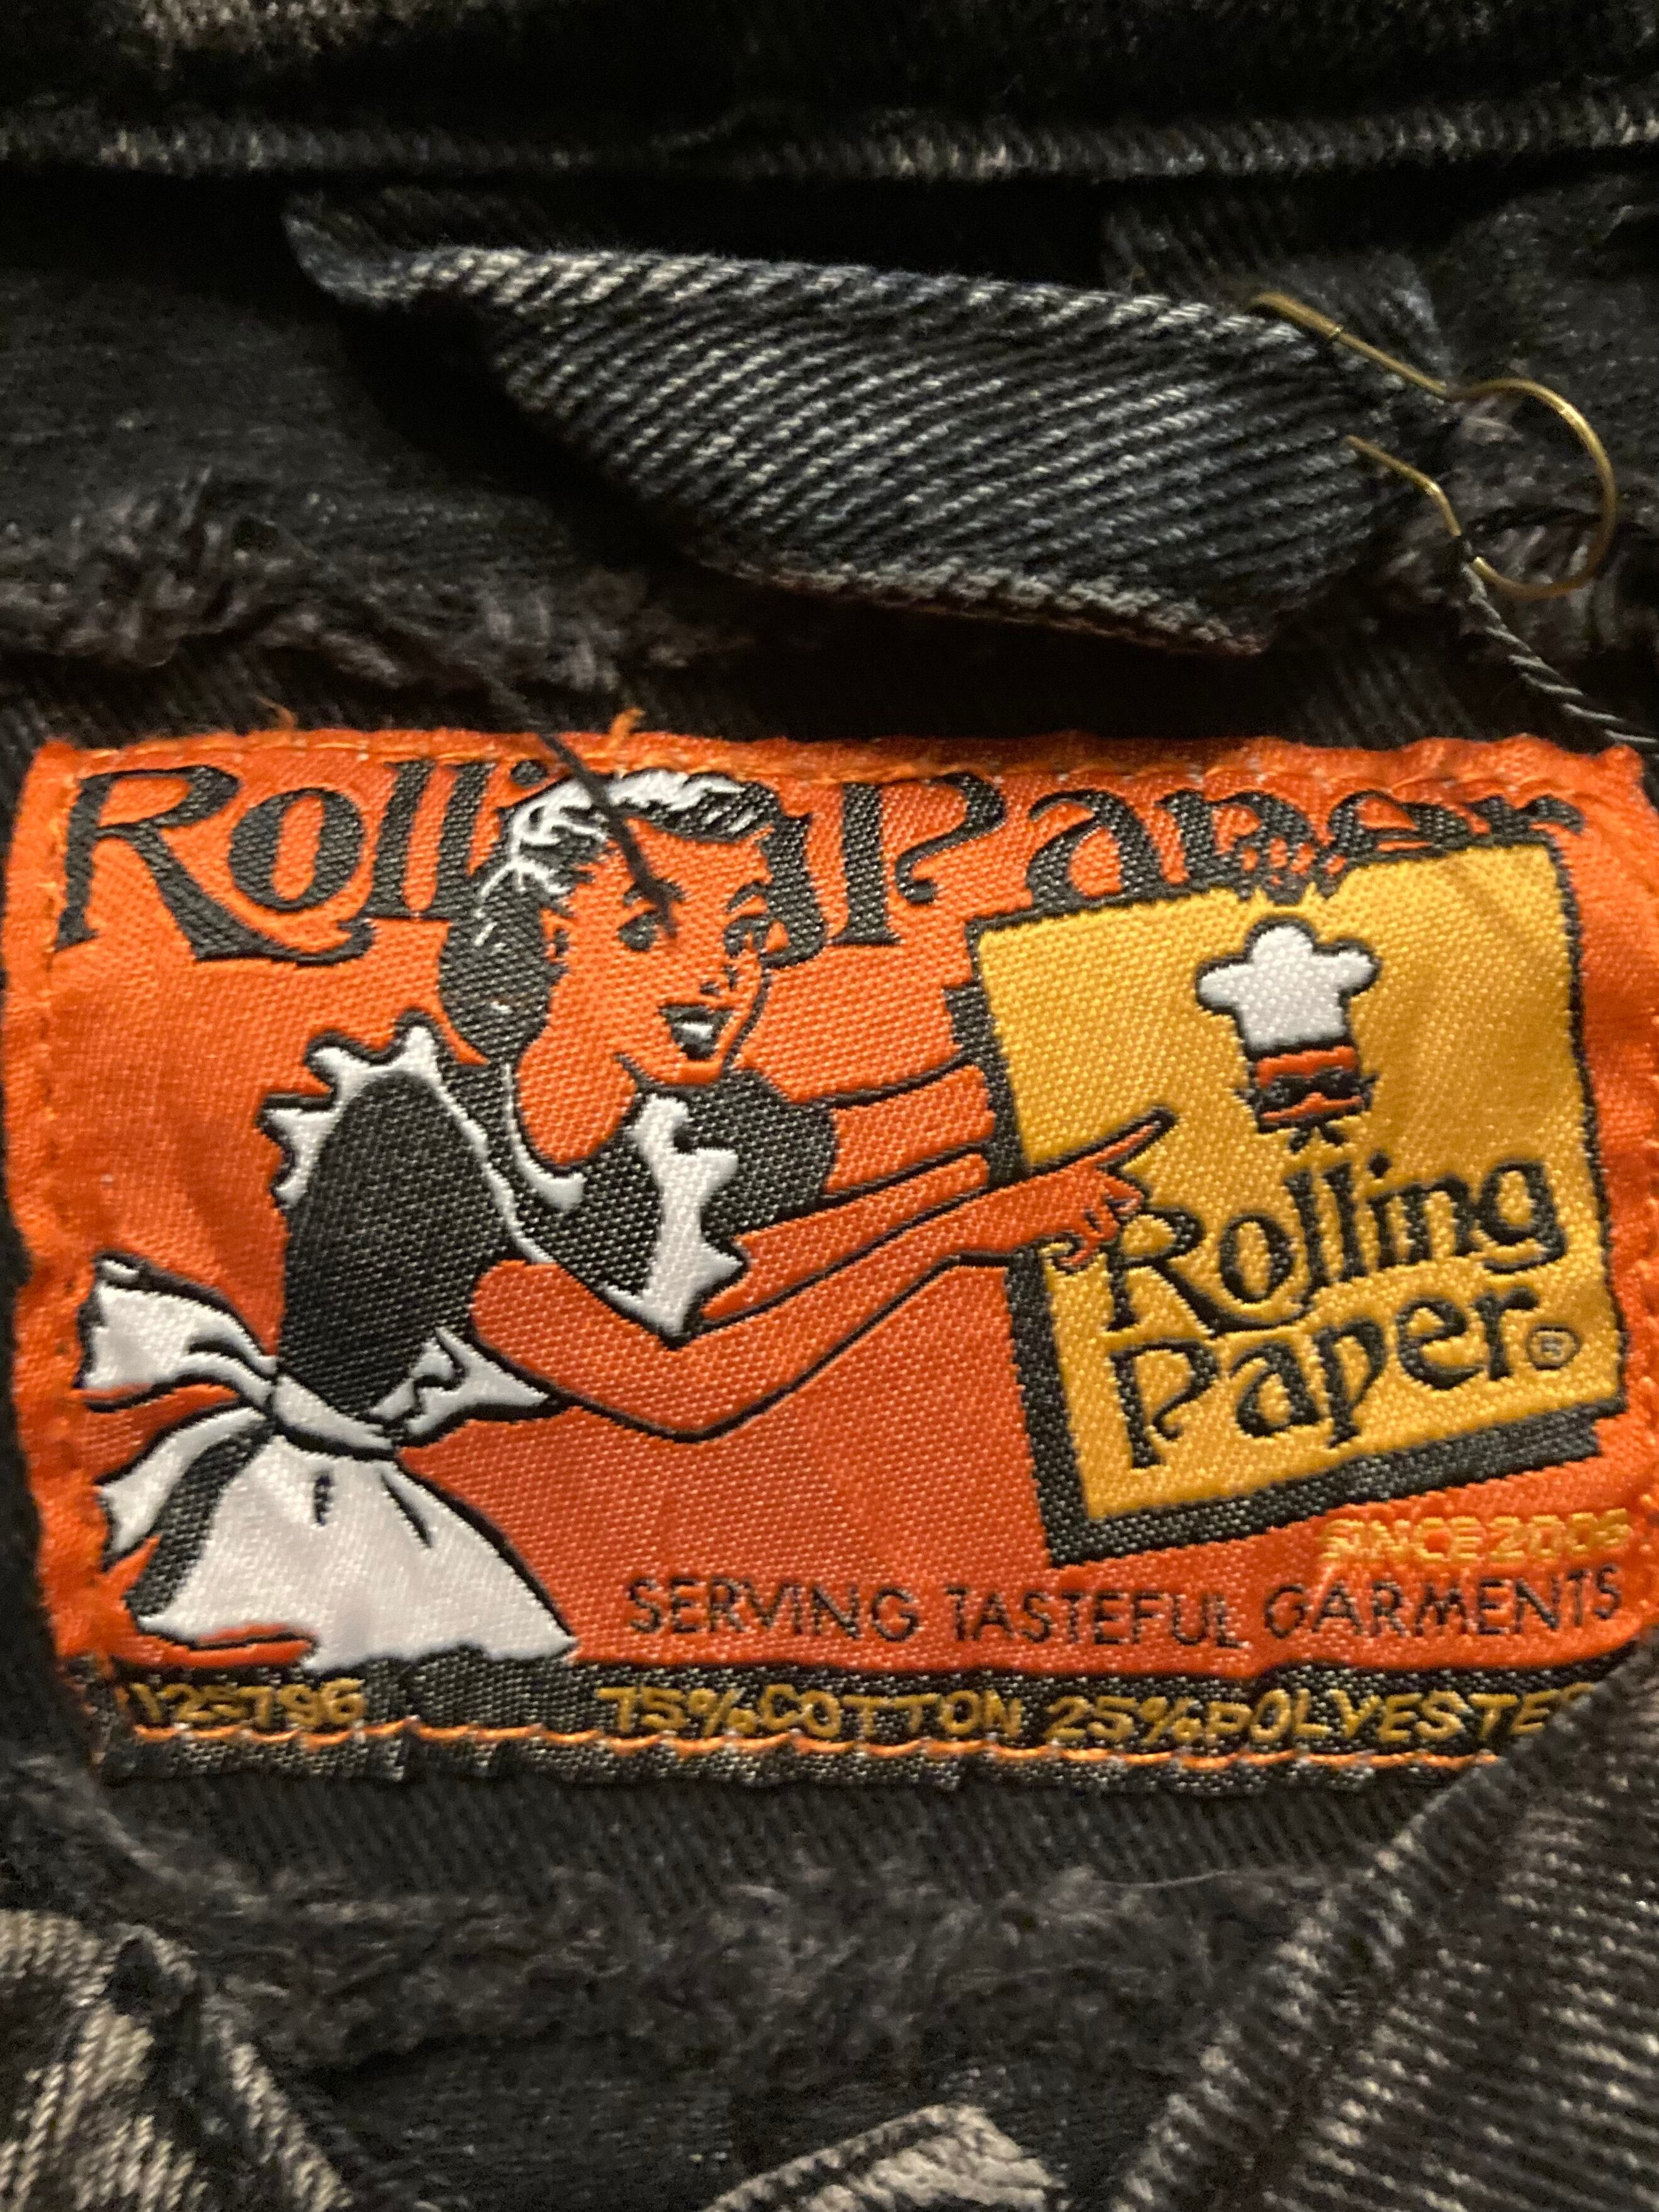 Rolling Paper
Rolling
Paper®
SINCE 2006
SERVING TASTEFUL GARMENTS
75%COTTON 25%POLYESTER